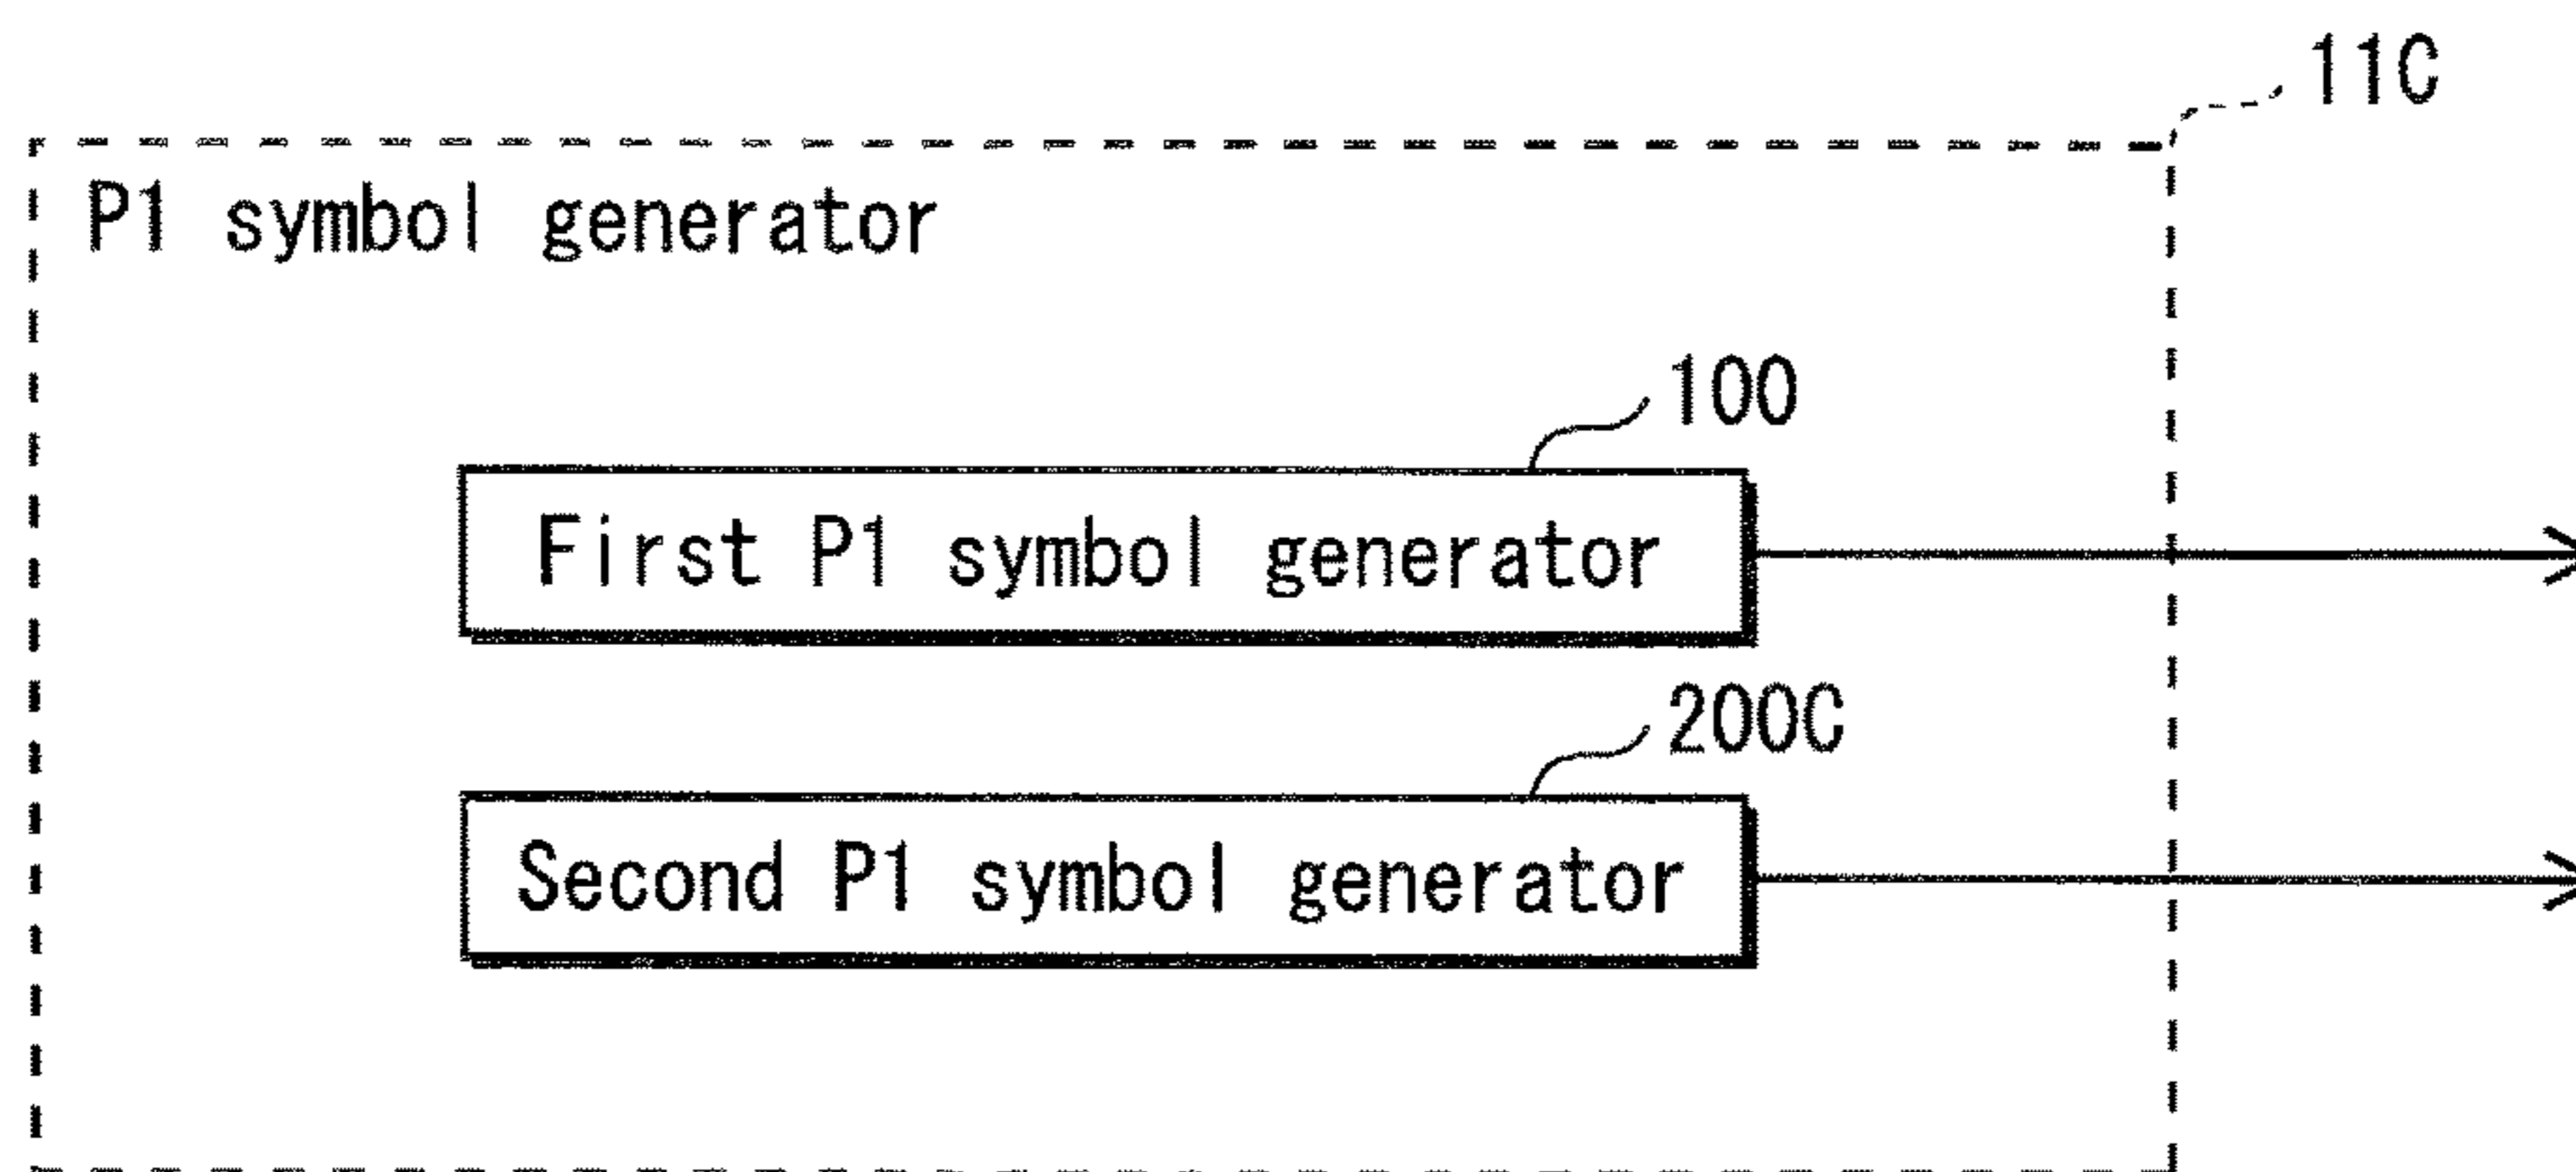 11C
P1 symbol generator
100
First P1 symbol generator
200C
Second P1 symbol generator